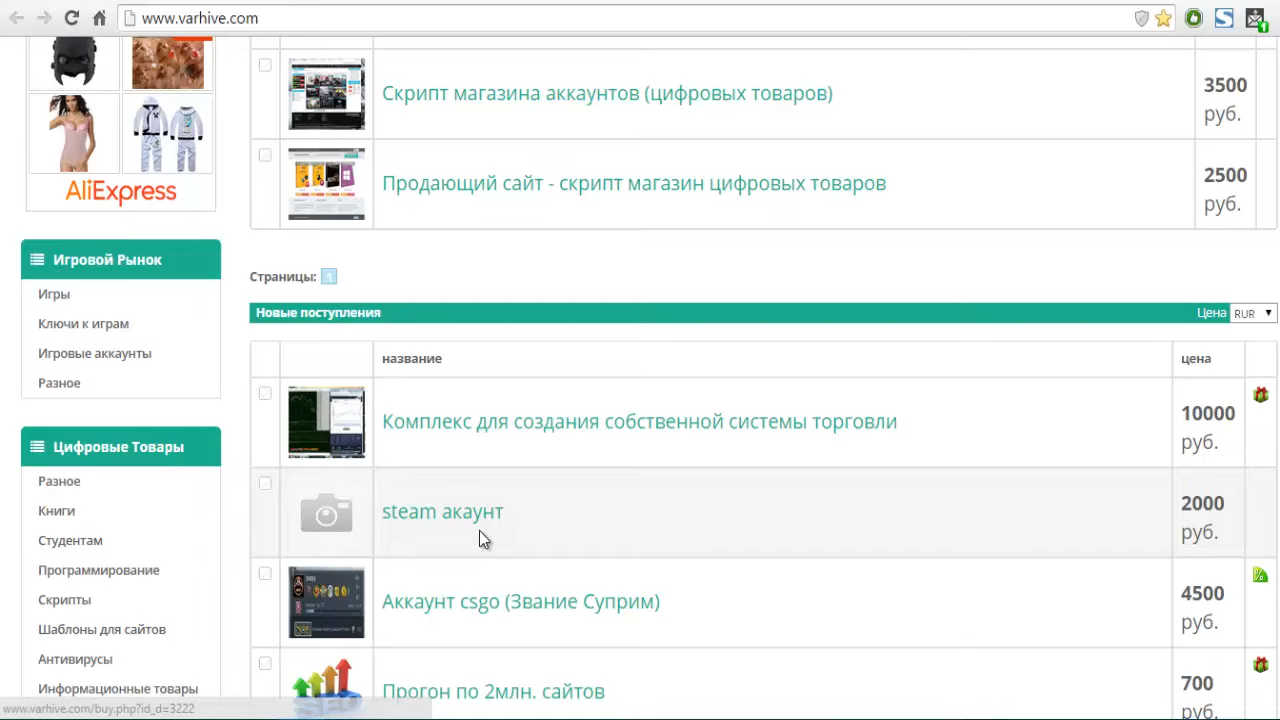 www.varhive.com
1
AliExpress
Игровой Рынок
Игры
Ключи к играм
Игровые аккаунты
Разное
Цифровые Товары
Разное
Книги
Студентам
Программирование
Скрипты
Шаблоны для сайтов
Антивирусы
Информационные товары
Скрипт магазина аккаунтов (цифровых товаров)
3500
руб.
Продающий сайт - скрипт магазин цифровых товаров
2500
руб.
Страницы: 1
Новые поступления
Цена RUR
название
цена
Комплекс для создания собственной системы торговли
10000
руб.
steam акаунт
2000
руб.
Аккаунт csgo (Звание Суприм)
4500
руб.
Прогон по 2млн. сайтов
700
руб.
www.varhive.com/buy.php?id_d=3222